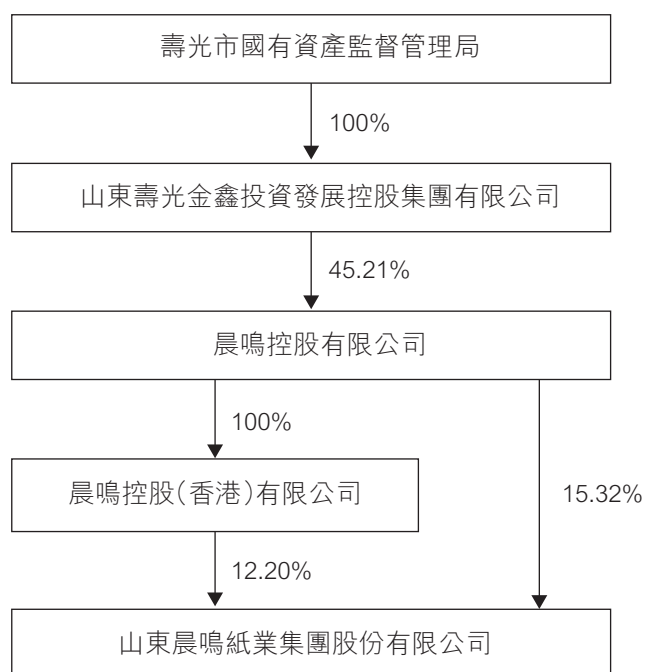 壽光市國有資產監督管理局
100%
山東壽光金鑫投資發展控股集團有限公司
45.21%
晨鳴控股有限公司
100%
晨鳴控股(香港)有限公司
15.32%
12.20%
山東晨鳴紙業集團股份有限公司